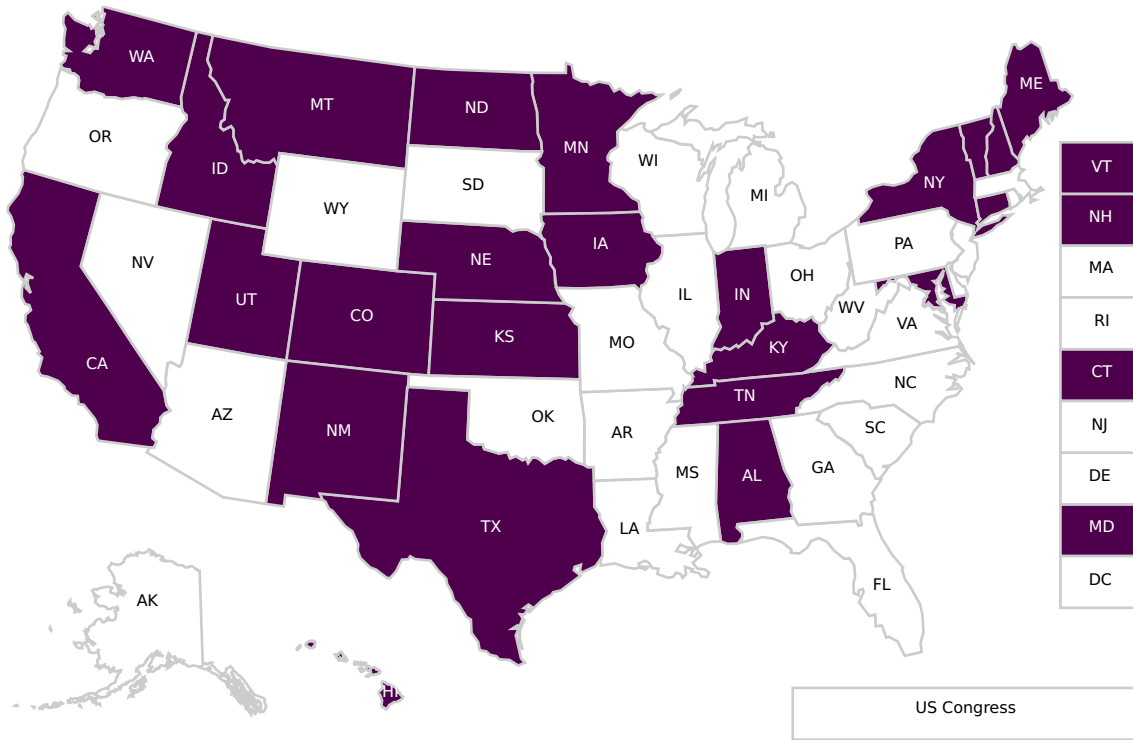 WA
ME
MT
ND
OR
MN
WI
VT
ID
SD
NY
MI
WY
NH
IA
PA
NE
NV
MA
OH
IL
IN
UT
WV
CO
RI
VA
KS
MO
KY
CA
CT
NC
TN
AZ
OK
NM
AR
SC
NJ
GA
MS
AL
DE
TX
LA
MD
DC
FL
AK
HI
US Congress